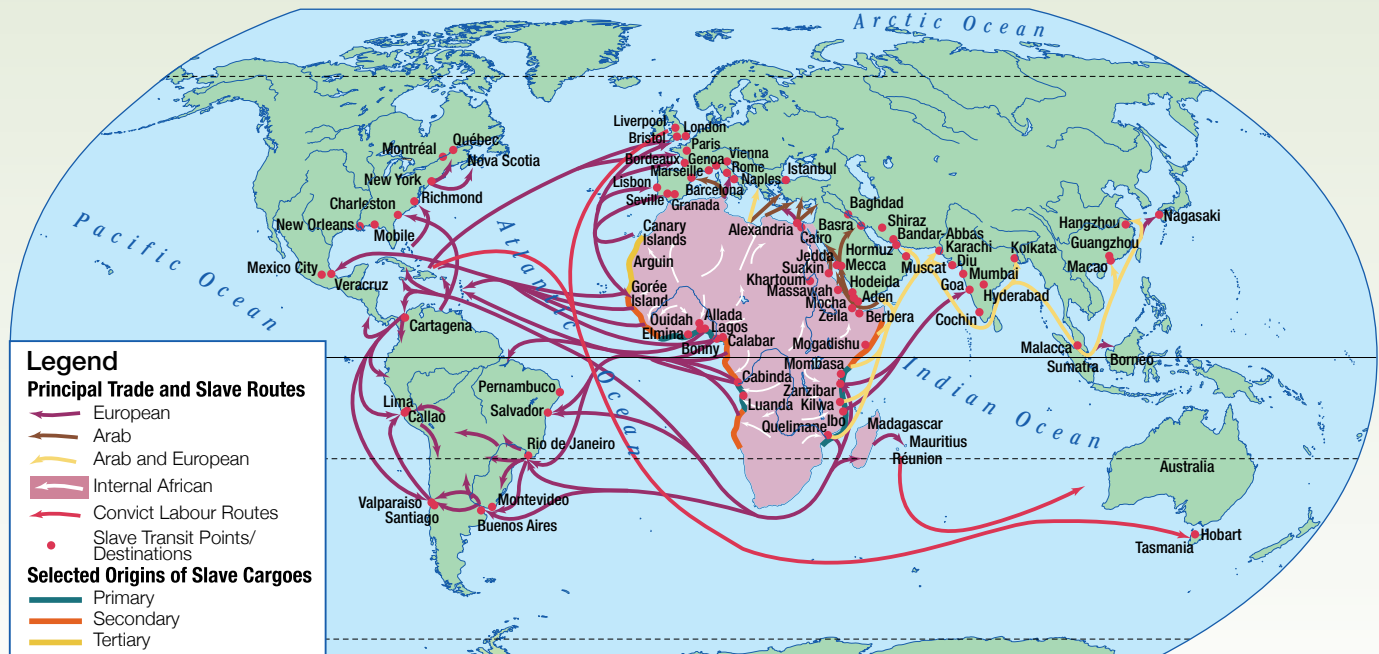 Arctic Ocean
Pacific Ocean
Atlantic Ocean
Indian Ocean
Québec
Montréal
Nova Scotia
New York
Richmond
Charleston
New Orleans
Mobile
Mexico City
Veracruz
Cartagena
Pernambuco
Lima
Callao
Salvador
Rio de Janeiro
Valparaiso
Santiago
Montevideo
Buenos Aires
Liverpool
London
Bristol
Paris
Bordeaux
Genoa
Vienna
Marseille
Rome
Istanbul
Naples
Lisbon
Barcelona
Seville
Granada
Canary
Islands
Arguin
Gorée
Island
Ouidah
Allada
Lagos
Elmina
Bonny
Calabar
Cabinda
Luanda
Alexandria
Cairo
Jedda
Suakin
Mecca
Khartoum
Massawah
Hodeida
Mocha
Aden
Zeila
Berbera
Mogadishu
Mombasa
Zanzibar
Kilwa
Ibo
Quelimane
Madagascar
Mauritius
Réunion
Baghdad
Basra
Shiraz
Bandar-Abbas
Hormuz
Karachi
Muscat
Diu
Mumbai
Goa
Hyderabad
Cochin
Kolkata
Hangzhou
Guangzhou
Macao
Nagasaki
Malacca
Sumatra
Borneo
Australia
Hobart
Tasmania
Legend
Principal Trade and Slave Routes
European
Arab
Arab and European
Internal African
Convict Labour Routes
Slave Transit Points/
Destinations
Selected Origins of Slave Cargoes
Primary
Secondary
Tertiary